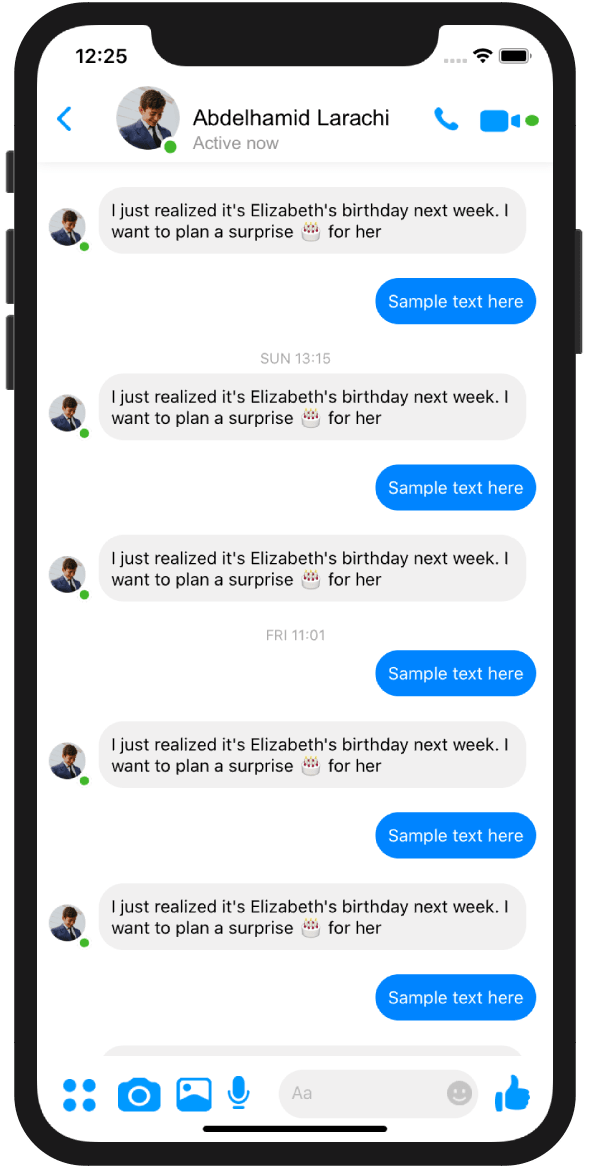 12:25
Abdelhamid Larachi
Active now
I just realized it's Elizabeth's birthday next week. I
want to plan a surprise 🎂 for her
Sample text here
SUN 13:15
I just realized it's Elizabeth's birthday next week. I
want to plan a surprise 🎂 for her
Sample text here
I just realized it's Elizabeth's birthday next week. I
want to plan a surprise 🎂 for her
FRI 11:01
Sample text here
I just realized it's Elizabeth's birthday next week. I
want to plan a surprise 🎂 for her
Sample text here
I just realized it's Elizabeth's birthday next week. I
want to plan a surprise 🎂 for her
Sample text here
Aa